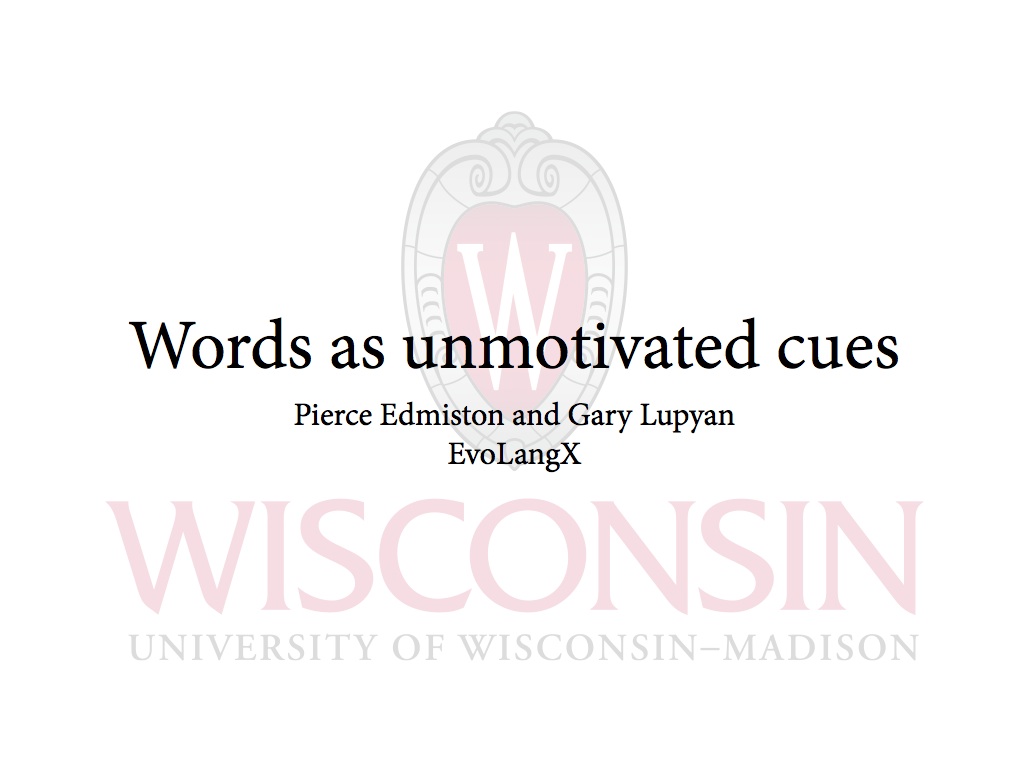 W
Words as unmotivated cues
Pierce Edmiston and Gary Lupyan
EvoLangX
WISCONSIN
UNIVERSITY OF WISCONSIN–MADISON